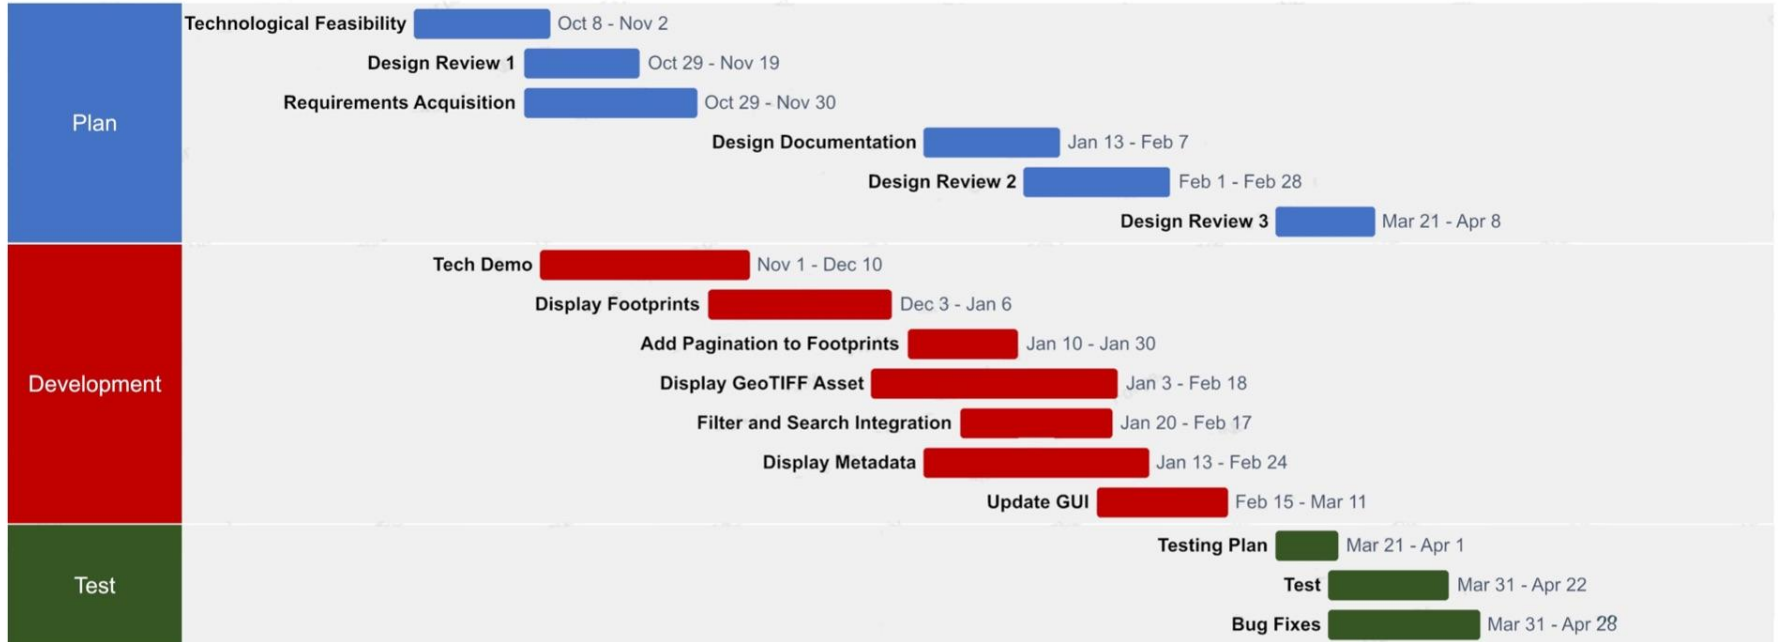 Plan
Technological Feasibility Oct 8 - Nov 2
Design Review 1 Oct 29 - Nov 19
Requirements Acquisition Oct 29 - Nov 30
Design Documentation Jan 13 - Feb 7
Design Review 2 Feb 1 - Feb 28
Design Review 3 Mar 21 - Apr 8
Development
Tech Demo Nov 1 - Dec 10
Display Footprints Dec 3 - Jan 6
Add Pagination to Footprints Jan 10 - Jan 30
Display GeoTIFF Asset Jan 3 - Feb 18
Filter and Search Integration Jan 20 - Feb 17
Display Metadata Jan 13 - Feb 24
Update GUI Feb 15 - Mar 11
Test
Testing Plan Mar 21 - Apr 1
Test Mar 31 - Apr 22
Bug Fixes Mar 31 - Apr 28